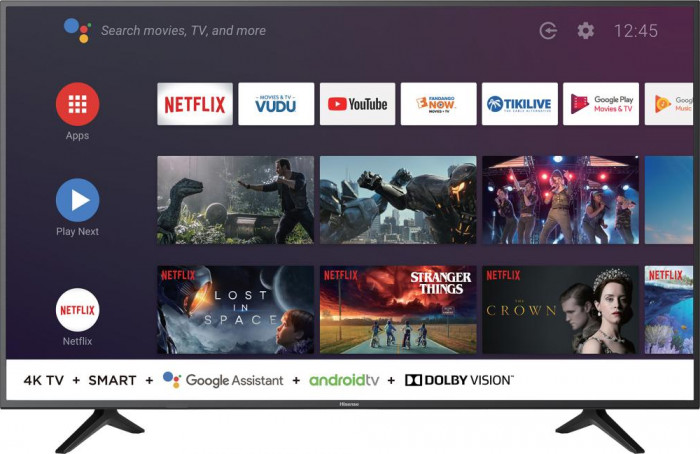 Search movies, TV, and more
12:45
Apps
NETFLIX
MOVIES & TV
VUDU
YouTube
FANDANGO
NOW
MOVIES + TV
TIKILIVE
Google Play
Movies & TV
Google
Music
Play Next
NETFLIX
Netflix
NETFLIX
LOST
IN
SPACE
NETFLIX
STRANGER
THINGS
NETFLIX
THE
CROWN
NETFLIX
4K TV + SMART + Google Assistant + androidtv + DOLBY VISION™
Hisense